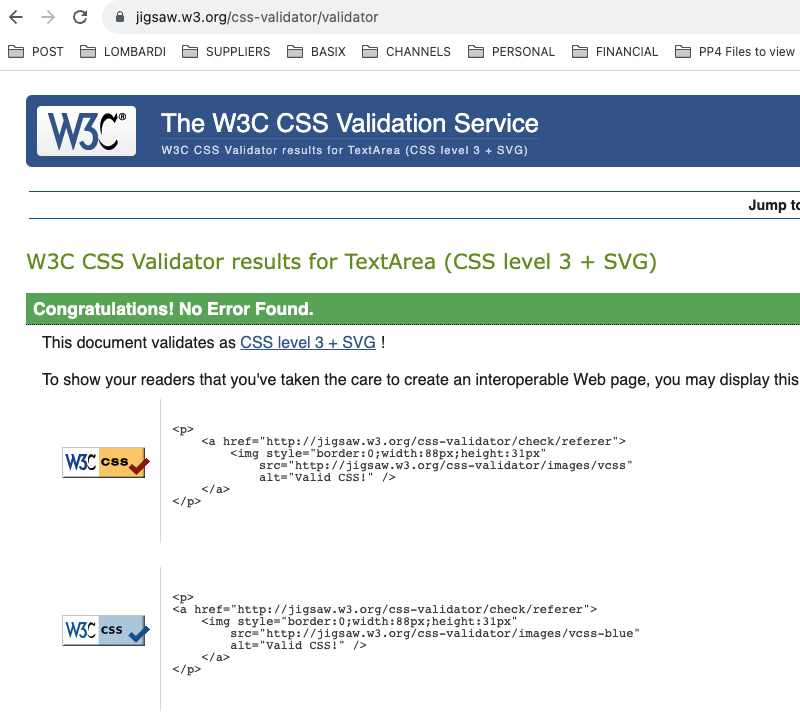 jigsaw.w3.org/css-validator/validator
POST LOMBARDI SUPPLIERS BASIX CHANNELS PERSONAL FINANCIAL PP4 Files to view
W3C®
The W3C CSS Validation Service
W3C CSS Validator results for TextArea (CSS level 3 + SVG)
Jump to
W3C CSS Validator results for TextArea (CSS level 3 + SVG)
Congratulations! No Error Found.
This document validates as CSS level 3 + SVG !
To show your readers that you've taken the care to create an interoperable Web page, you may display this
W3C css
<p>
<a href="http://jigsaw.w3.org/css-validator/check/referer">
<img style="border:0;width:88px;height:31px"
src="http://jigsaw.w3.org/css-validator/images/vcss"
alt="Valid CSS!" />
</a>
</p>
W3C css
<p>
<a href="http://jigsaw.w3.org/css-validator/check/referer">
<img style="border:0;width:88px;height:31px"
src="http://jigsaw.w3.org/css-validator/images/vcss-blue"
alt="Valid CSS!" />
</a>
</p>